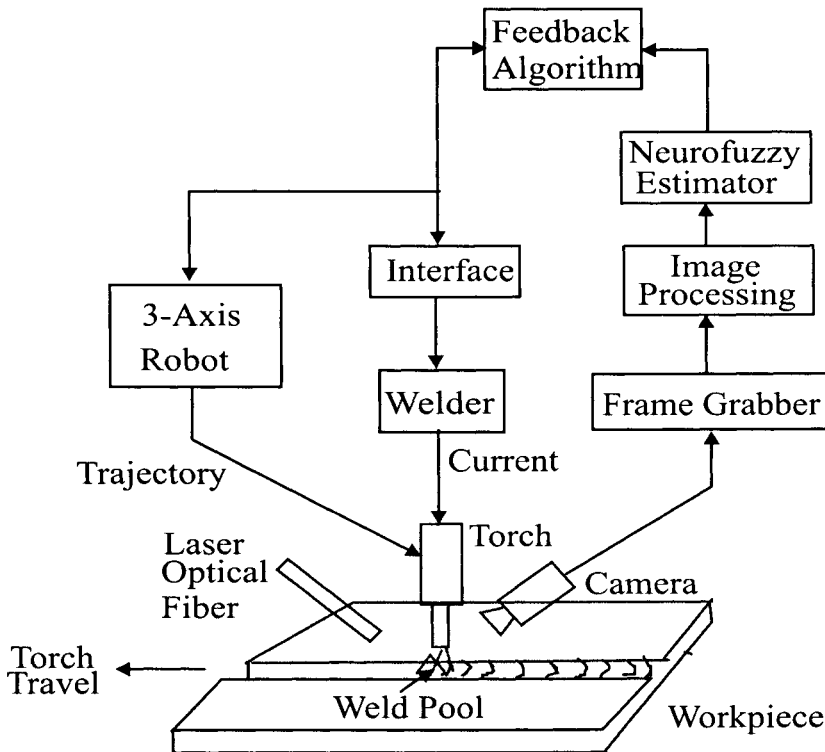 Feedback
Algorithm
Neurofuzzy
Estimator
Interface
Image
Processing
3-Axis
Robot
Welder
Frame Grabber
Trajectory
Current
Torch
Laser
Optical
Fiber
Camera
Torch
Travel
Weld Pool
Workpiece